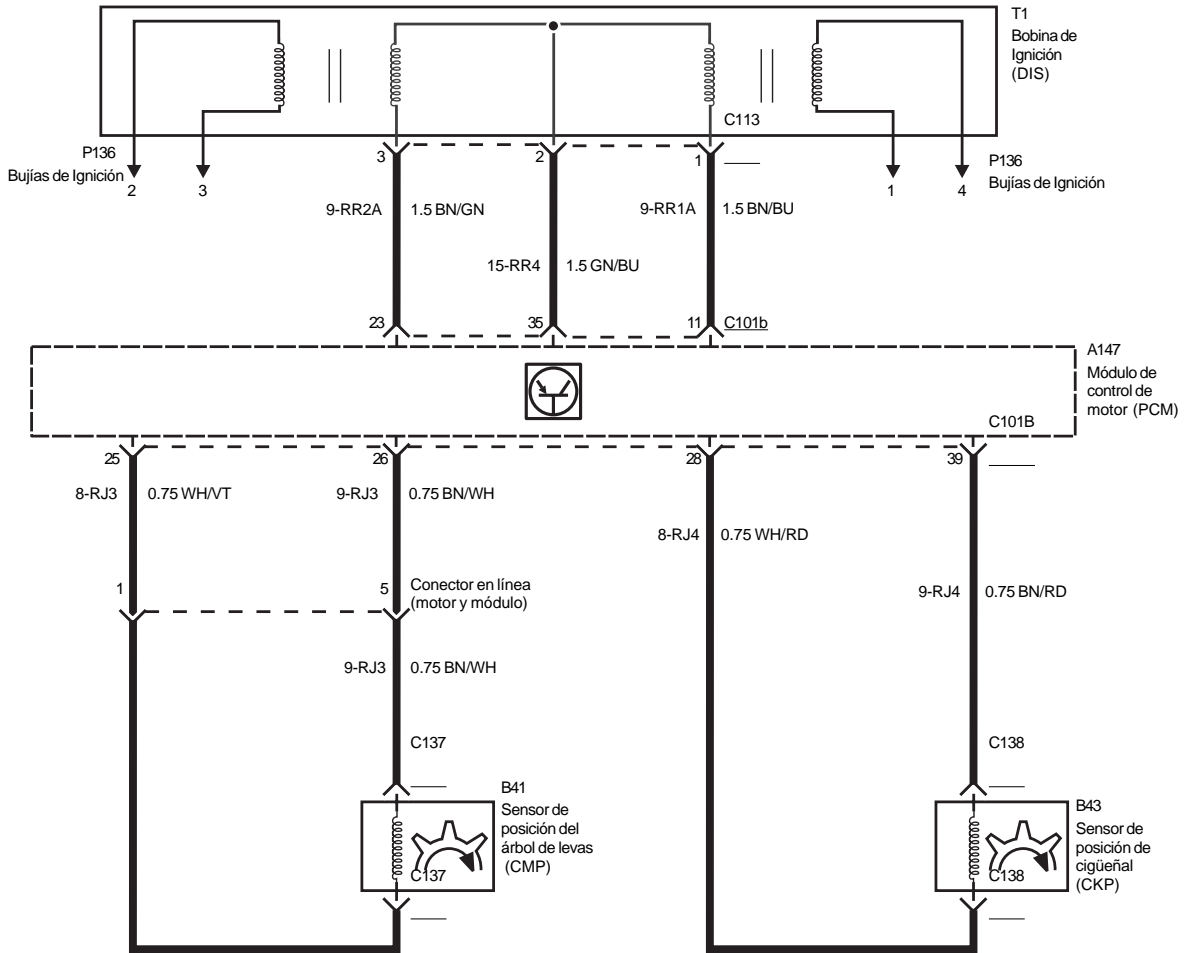 T1
Bobina de
Ignición
(DIS)
C113
P136
Bujías de Ignición
2
3
3
2
1
1
4
P136
Bujías de Ignición
9-RR2A
1.5 BN/GN
9-RR1A
1.5 BN/BU
15-RR4
1.5 GN/BU
23
35
11
C101b
A147
Módulo de
control de
motor (PCM)
C101B
25
26
28
39
8-RJ3
0.75 WH/VT
9-RJ3
0.75 BN/WH
8-RJ4
0.75 WH/RD
1
5
Conector en línea
(motor y módulo)
9-RJ4
0.75 BN/RD
9-RJ3
0.75 BN/WH
C137
C138
B41
Sensor de
posición del
árbol de levas
(CMP)
C137
B43
Sensor de
posición de
cigüeñal
(CKP)
C138